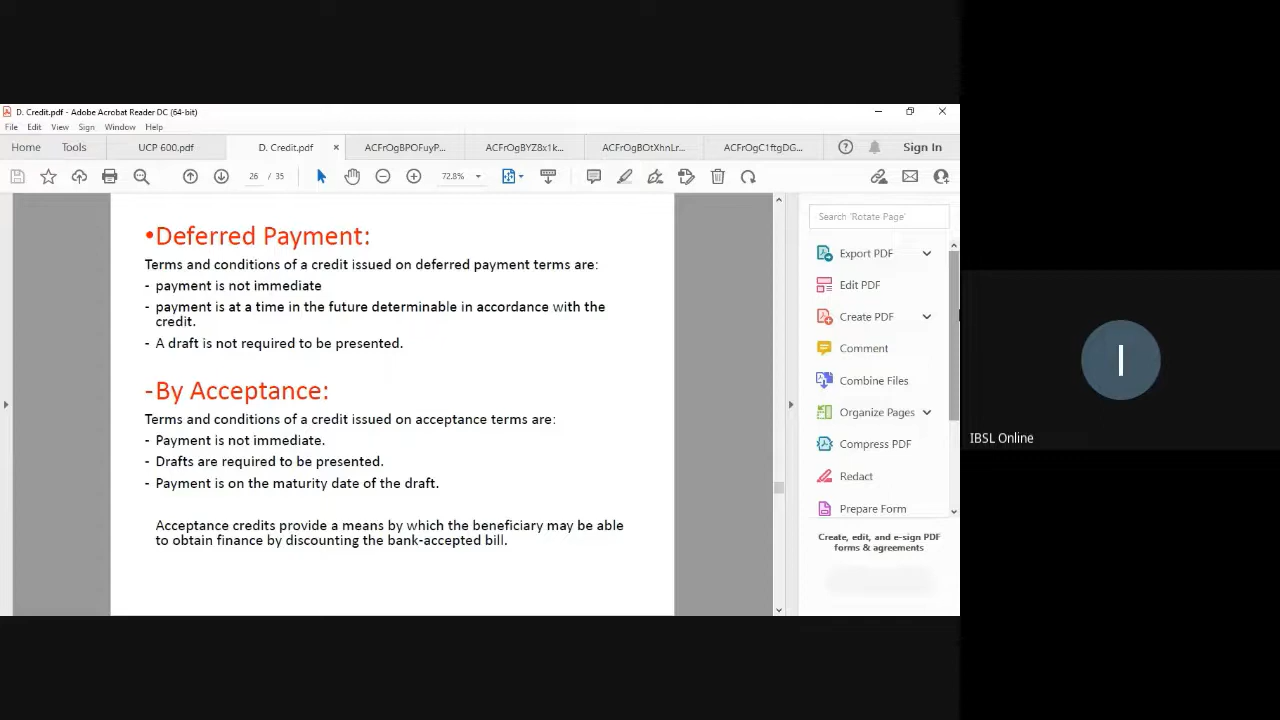 D. Credit.pdf - Adobe Acrobat Reader DC (64-bit)
File Edit View Sign Window Help
Home Tools UCP 600.pdf D. Credit.pdf × ACFrOgBPOFuyP... ACFrOgBYZ8x1k... ACFrOgBOtXhnLr... ACFrOgC1ftgDG... Sign In
26 / 35 72.8%
•Deferred Payment:
Terms and conditions of a credit issued on deferred payment terms are:
- payment is not immediate
- payment is at a time in the future determinable in accordance with the
credit.
- A draft is not required to be presented.
-By Acceptance:
Terms and conditions of a credit issued on acceptance terms are:
- Payment is not immediate.
- Drafts are required to be presented.
- Payment is on the maturity date of the draft.
Acceptance credits provide a means by which the beneficiary may be able
to obtain finance by discounting the bank-accepted bill.
Search 'Rotate Page'
Export PDF
Edit PDF
Create PDF
Comment
Combine Files
Organize Pages
Compress PDF
Redact
Prepare Form
Create, edit, and e-sign PDF
forms & agreements
I
IBSL Online